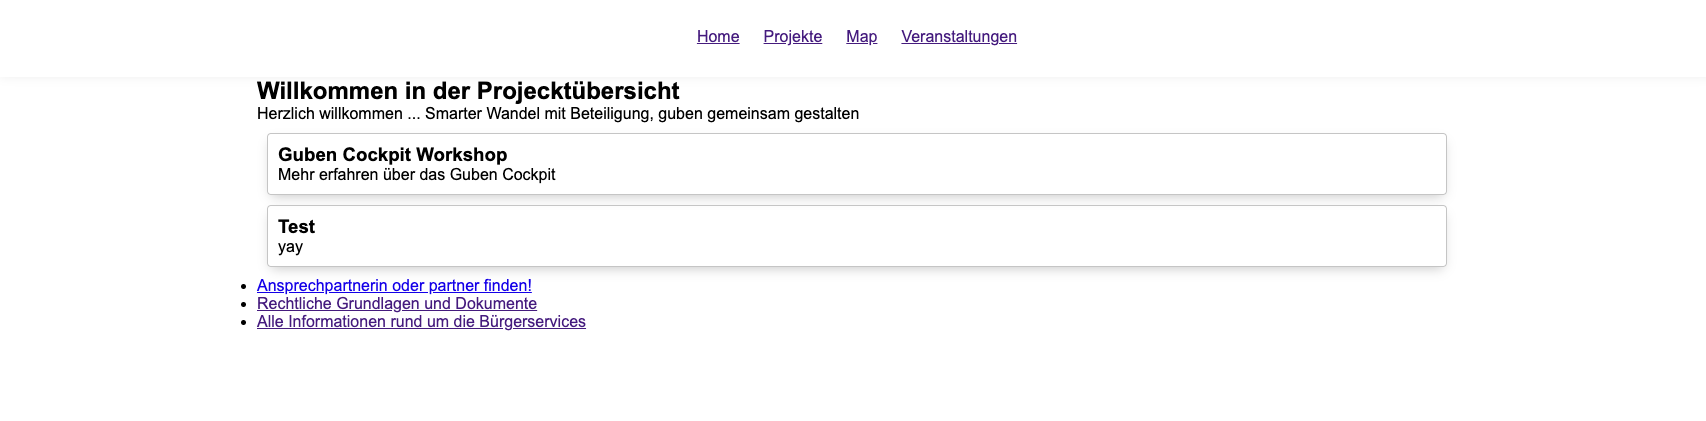 Home Projekte Map Veranstaltungen
Willkommen in der Projecktübersicht
Herzlich willkommen ... Smarter Wandel mit Beteiligung, guben gemeinsam gestalten
Guben Cockpit Workshop
Mehr erfahren über das Guben Cockpit
Test
yay
Ansprechpartnerin oder partner finden!
Rechtliche Grundlagen und Dokumente
Alle Informationen rund um die Bürgerservices